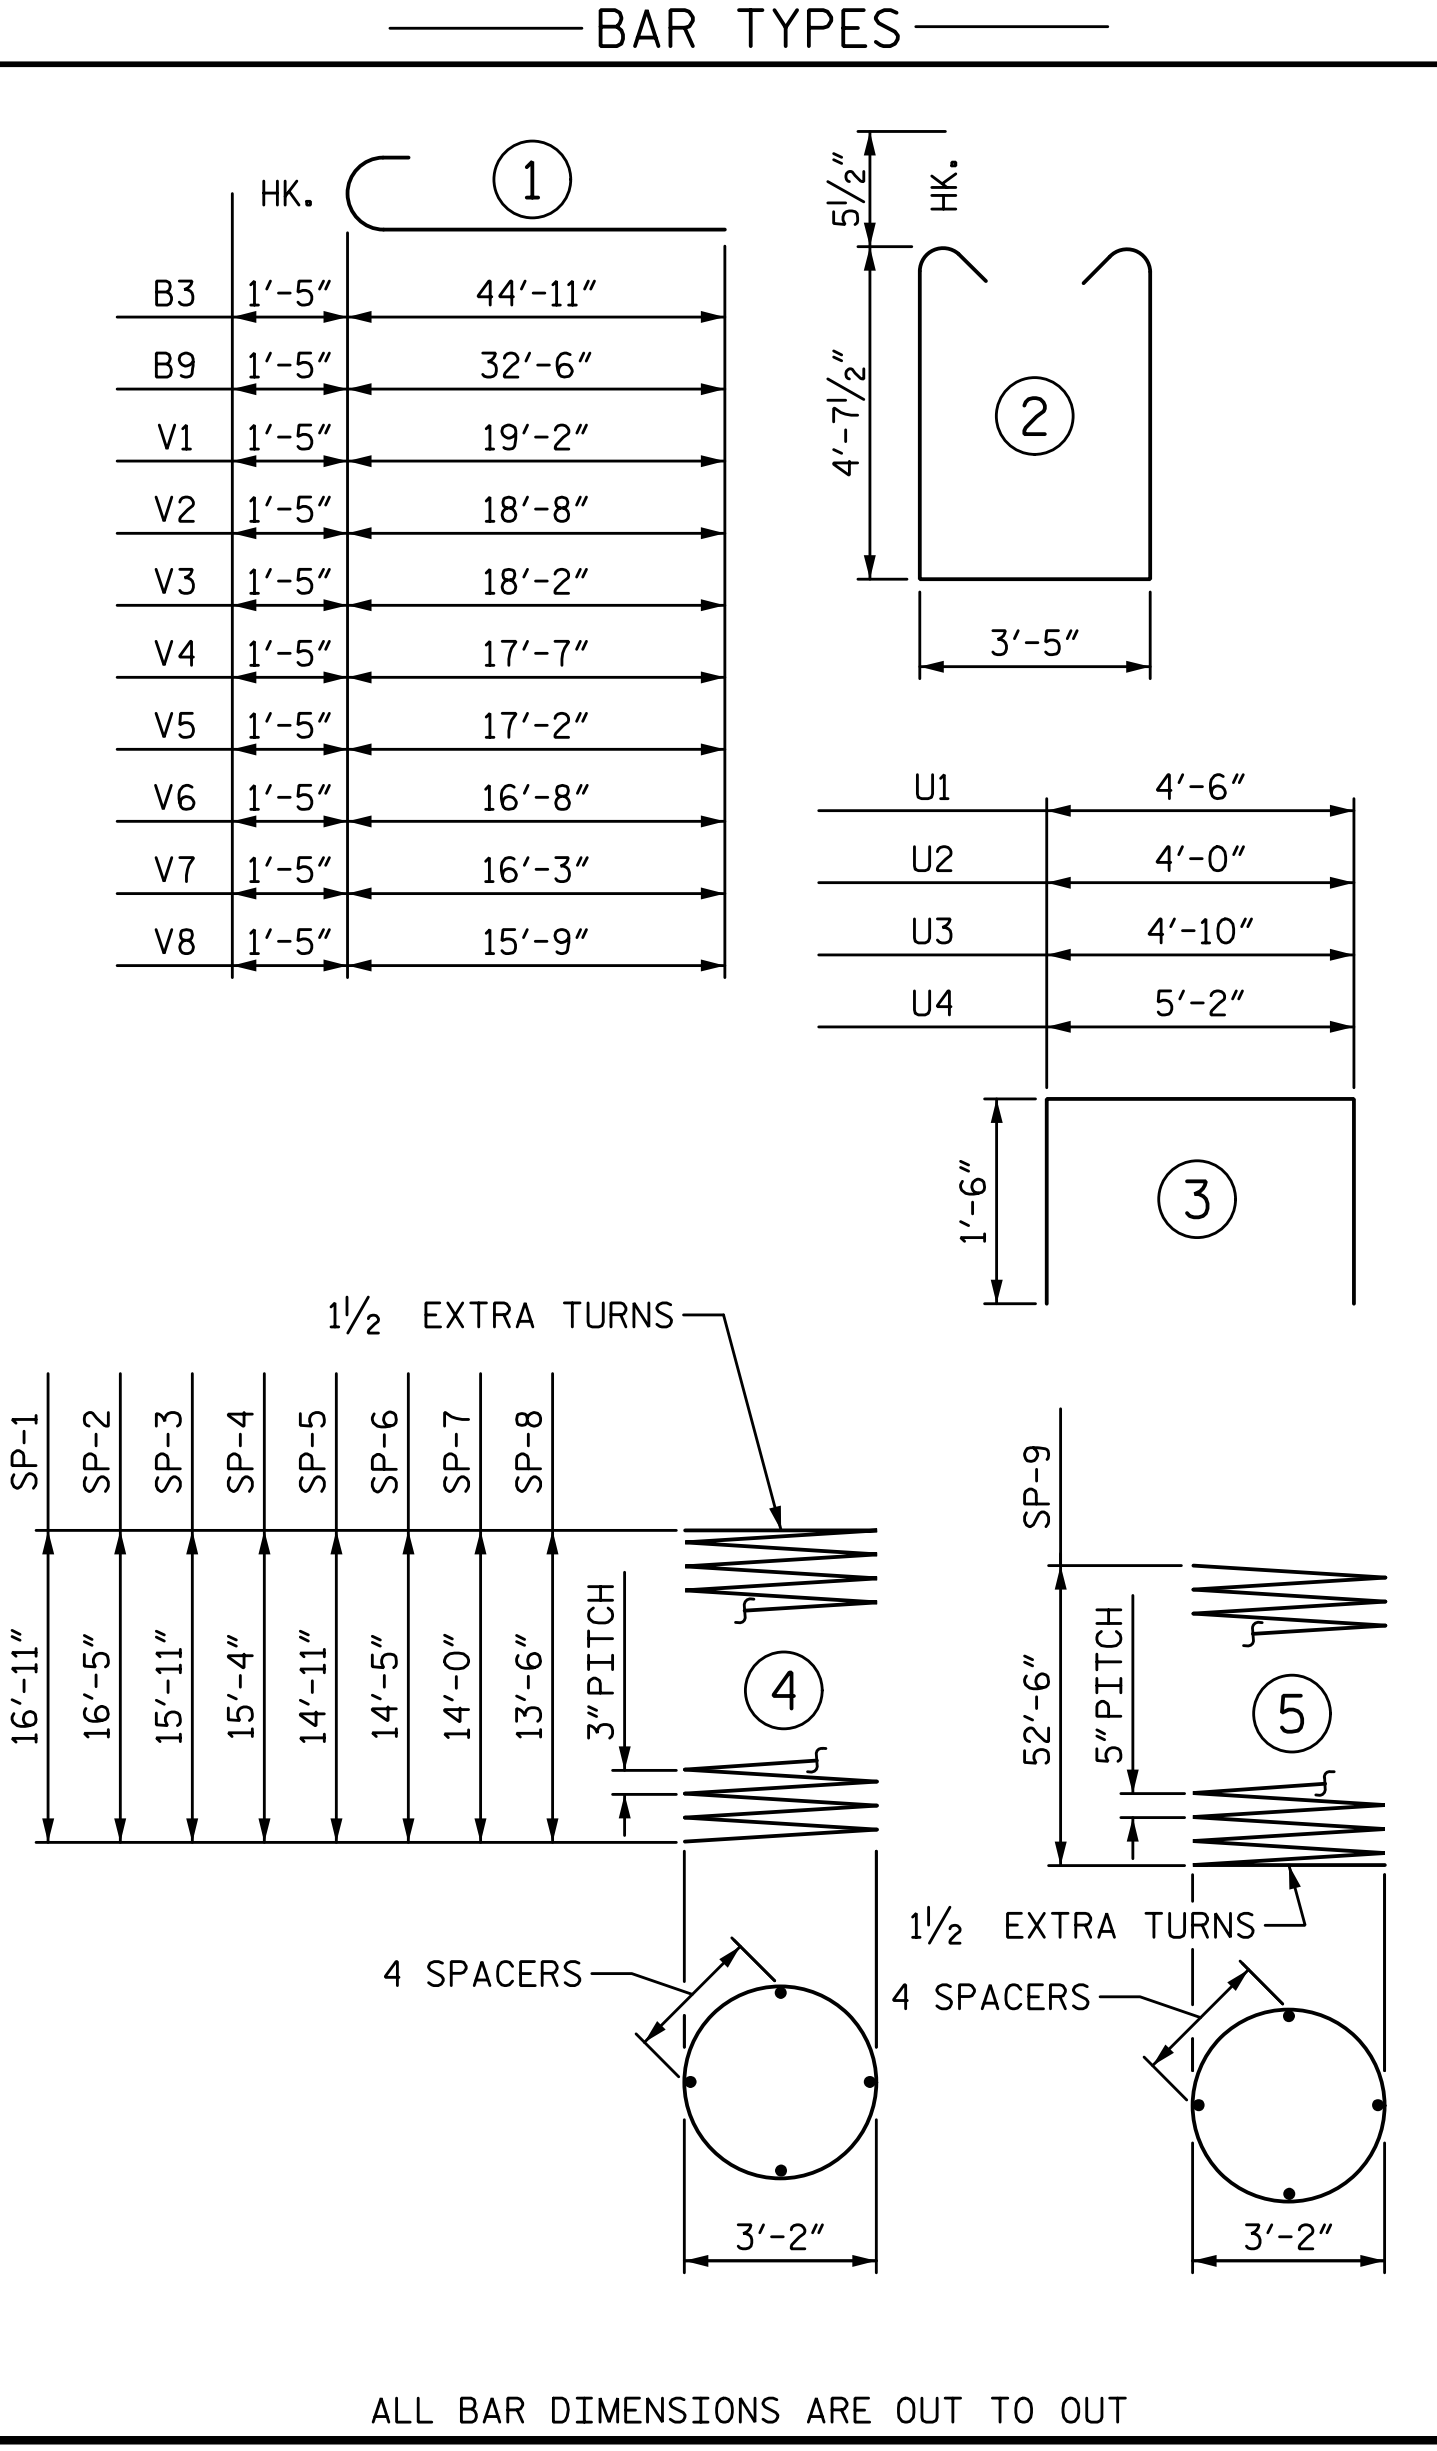 BAR TYPES
HK. 1
B3 1'-5" 44'-11"
B9 1'-5" 32'-6"
V1 1'-5" 19'-2"
V2 1'-5" 18'-8"
V3 1'-5" 18'-2"
V4 1'-5" 17'-7"
V5 1'-5" 17'-2"
V6 1'-5" 16'-8"
V7 1'-5" 16'-3"
V8 1'-5" 15'-9"
5½"
HK.
4'-7½"
2
3'-5"
U1 4'-6"
U2 4'-0"
U3 4'-10"
U4 5'-2"
1'-6"
3
1½ EXTRA TURNS
SP-1
SP-2
SP-3
SP-4
SP-5
SP-6
SP-7
SP-8
16'-11"
16'-5"
15'-11"
15'-4"
14'-11"
14'-5"
14'-0"
13'-6"
3" PITCH
4
4 SPACERS
3'-2"
SP-9
52'-6"
5" PITCH
5
1½ EXTRA TURNS
4 SPACERS
3'-2"
ALL BAR DIMENSIONS ARE OUT TO OUT